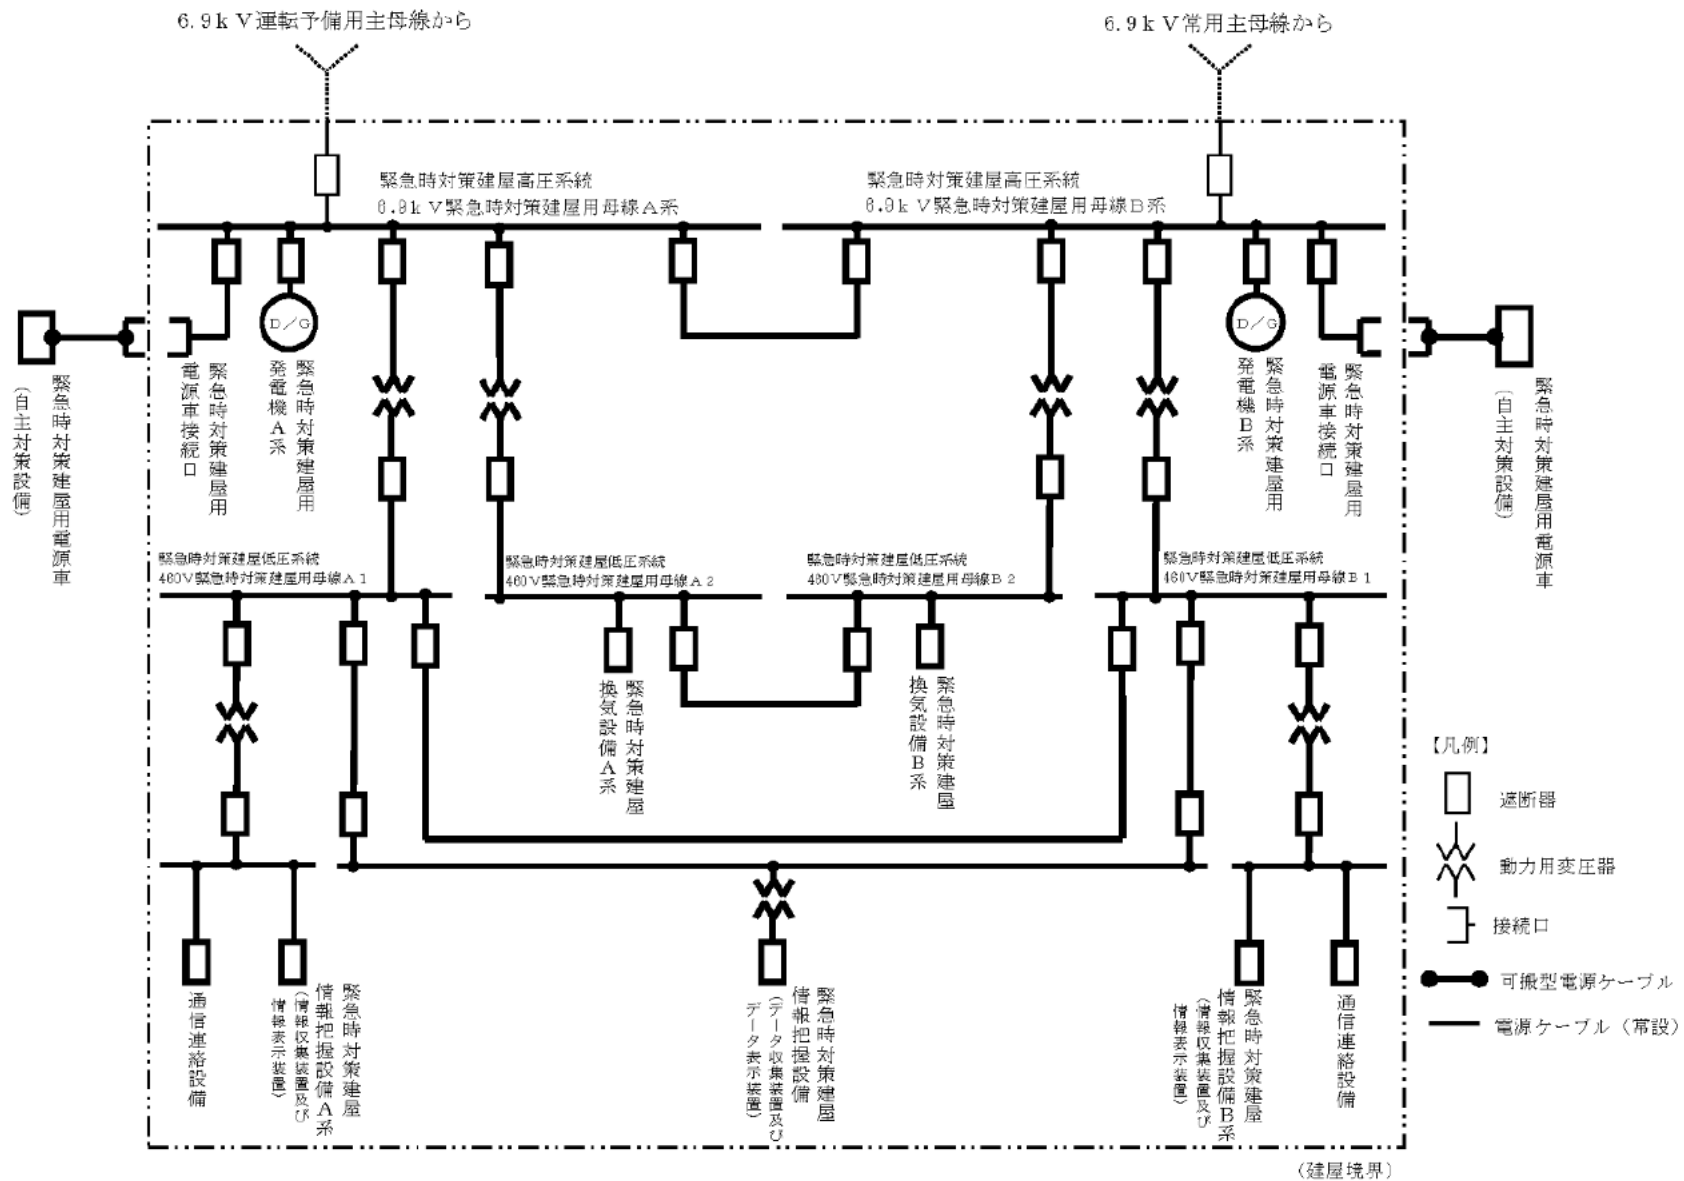 6.9kV運転予備用主母線から
6.9kV常用主母線から
緊急時対策建屋高圧系統
6.9kV緊急時対策建屋用母線A系
緊急時対策建屋高圧系統
6.9kV緊急時対策建屋用母線B系
緊急時対策建屋用電源車
(自主対策設備)
緊急時対策建屋用
電源車接続口
D/G
緊急時対策建屋用
発電機A系
D/G
緊急時対策建屋用
発電機B系
緊急時対策建屋用
電源車接続口
緊急時対策建屋用電源車
(自主対策設備)
緊急時対策建屋低圧系統
460V緊急時対策建屋用母線A1
緊急時対策建屋低圧系統
460V緊急時対策建屋用母線A2
緊急時対策建屋低圧系統
460V緊急時対策建屋用母線B2
緊急時対策建屋低圧系統
460V緊急時対策建屋用母線B1
緊急時対策建屋
換気設備A系
緊急時対策建屋
換気設備B系
通信連絡設備
緊急時対策建屋
情報把握設備A系
(情報収集装置及び
情報表示装置)
緊急時対策建屋
情報把握設備
(データ収集装置及び
データ表示装置)
緊急時対策建屋
情報把握設備B系
(情報収集装置及び
情報表示装置)
通信連絡設備
【凡例】
遮断器
動力用変圧器
接続口
可搬型電源ケーブル
電源ケーブル(常設)
(建屋境界)